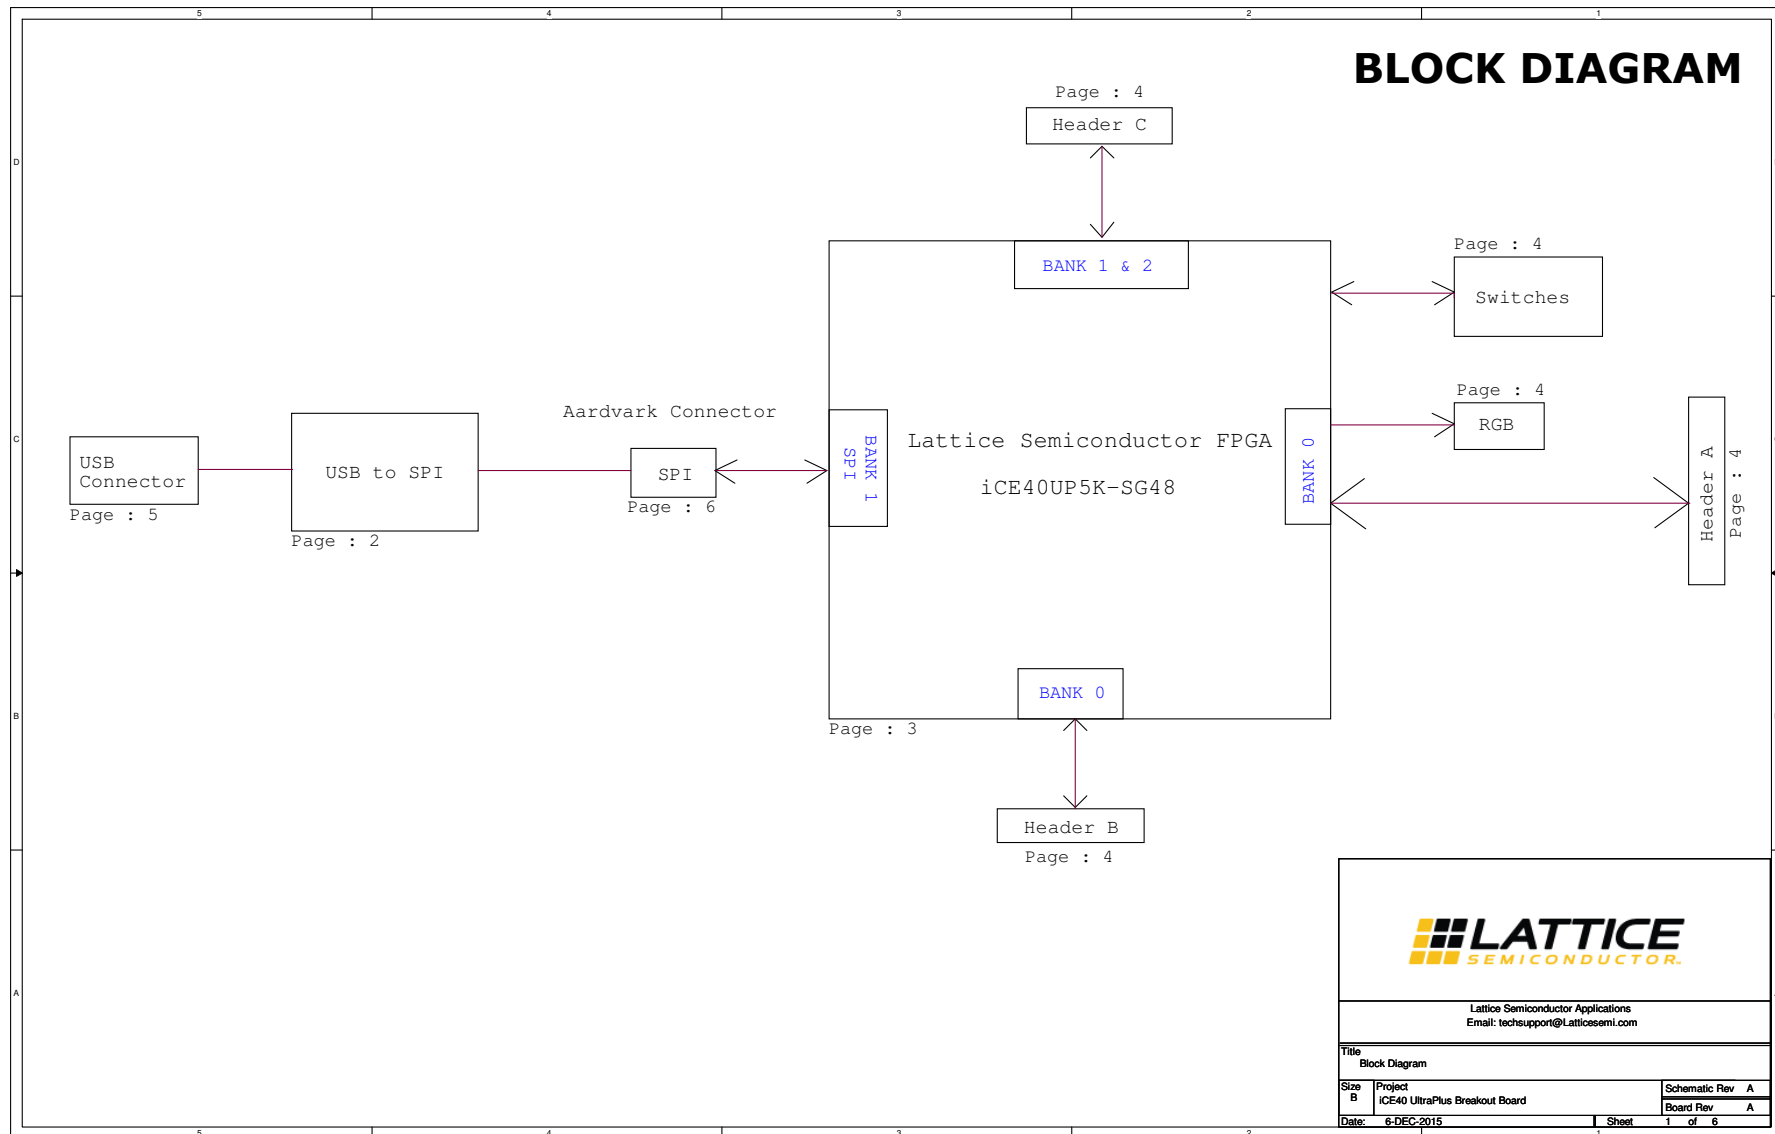 5 4 3 2 1
BLOCK DIAGRAM
Page : 4
Header C
D
BANK 1 & 2
Page : 4
Switches
Page : 4
RGB
Aardvark Connector
C
USB
Connector
Page : 5
USB to SPI
Page : 2
SPI
Page : 6
BANK 1
SPI
Lattice Semiconductor FPGA
iCE40UP5K-SG48
BANK 0
Header A
Page : 4
BANK 0
B
Page : 3
Header B
Page : 4
A
LATTICE
SEMICONDUCTOR™
Lattice Semiconductor Applications
Email: techsupport@Latticesemi.com
Title
Block Diagram
Size
B
Project
iCE40 UltraPlus Breakout Board
Schematic Rev A
Board Rev A
Date: 6-DEC-2015
Sheet 1 of 6
5 4 3 2 1